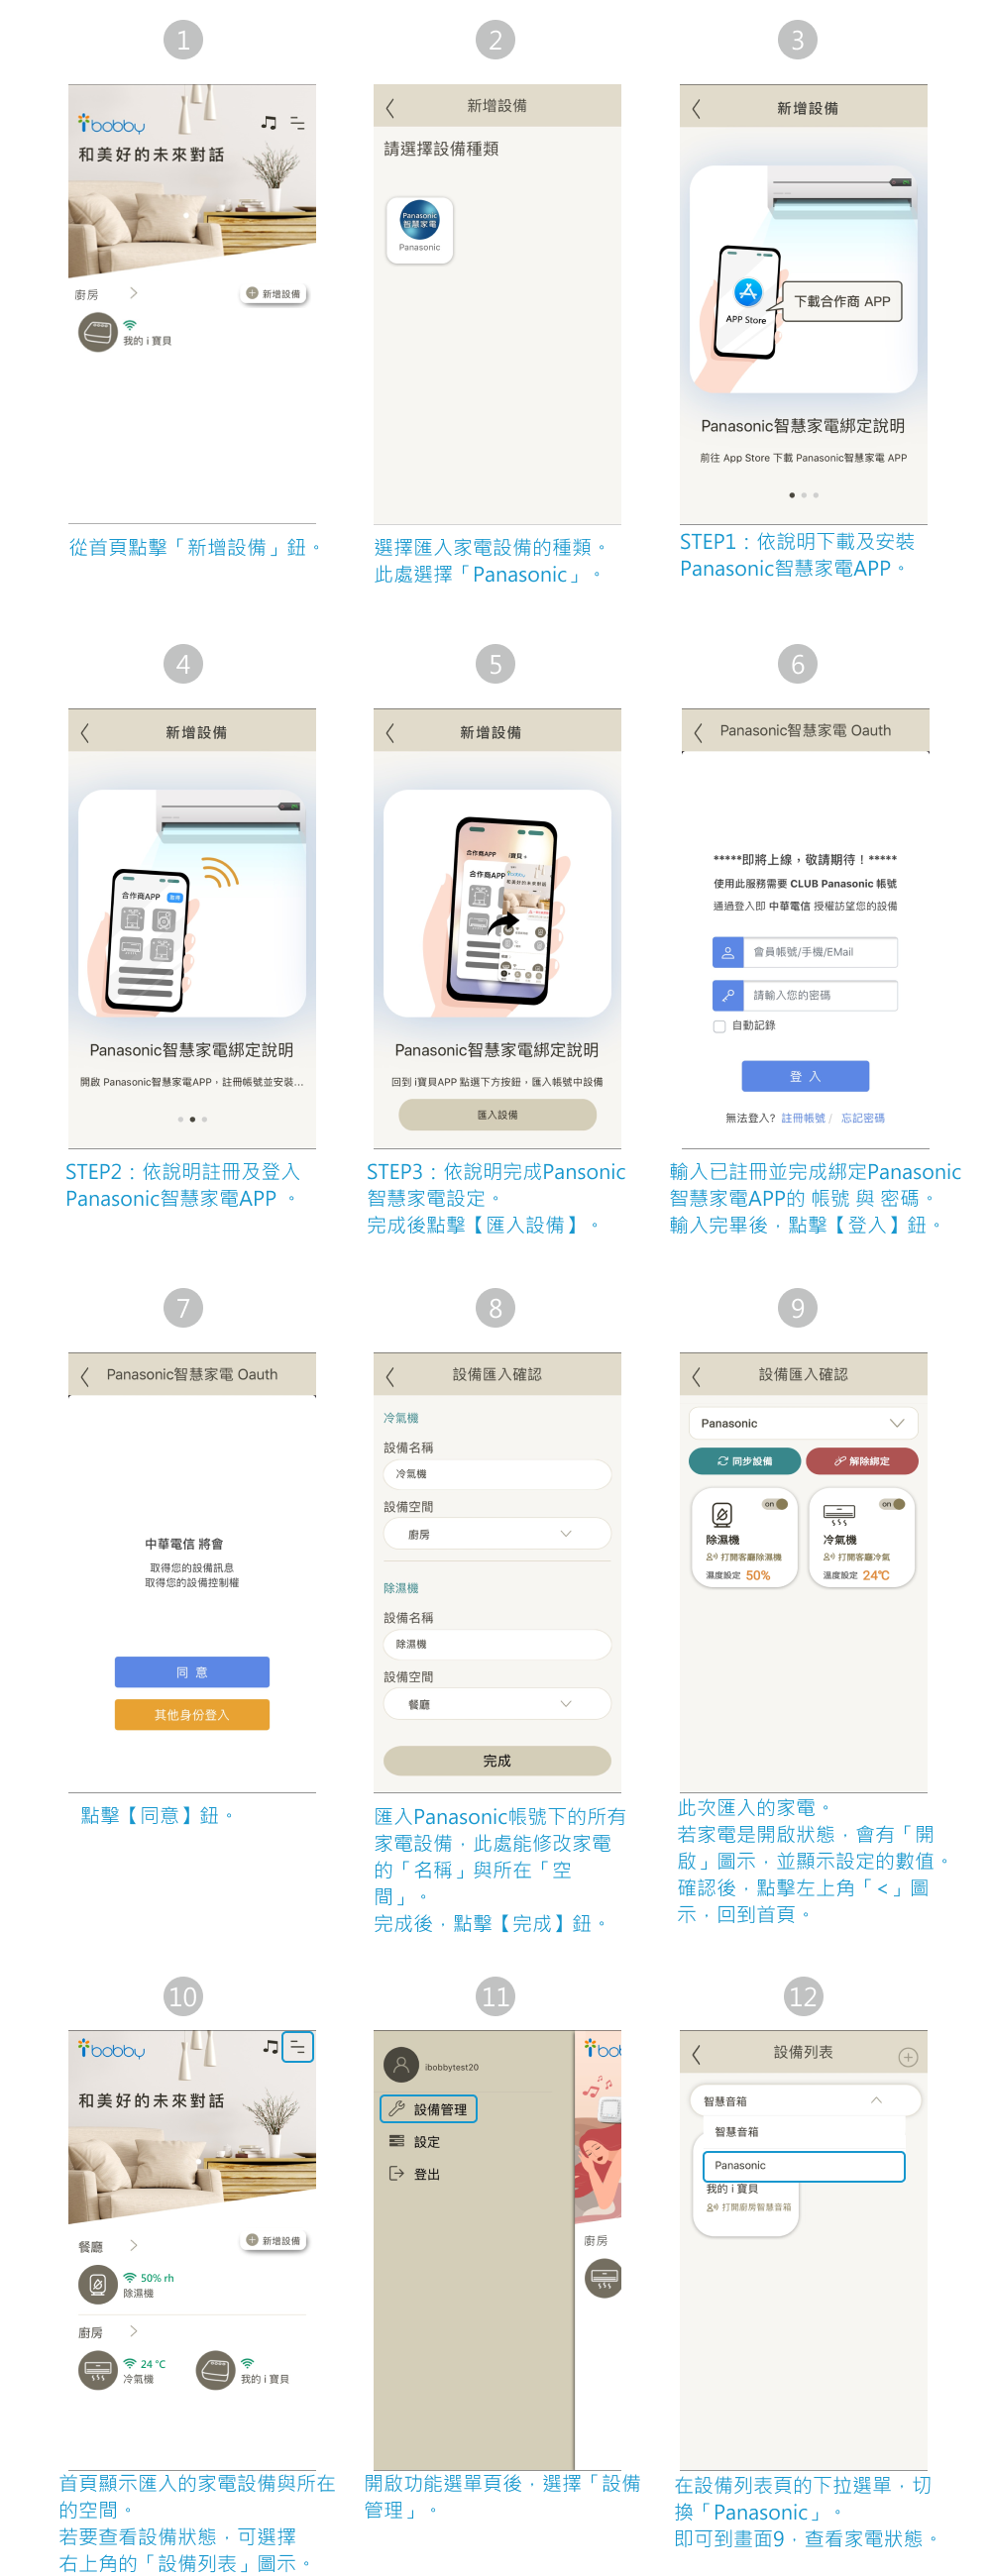 1
ibobby
和美好的未來對話
廚房
新增設備
我的 i 寶貝
從首頁點擊「新增設備」鈕。
2
新增設備
請選擇設備種類
Panasonic
智慧家電
Panasonic
選擇匯入家電設備的種類。
此處選擇「Panasonic」。
3
新增設備
APP Store
下載合作商 APP
Panasonic智慧家電綁定說明
前往 App Store 下載 Panasonic智慧家電 APP
STEP1：依說明下載及安裝
Panasonic智慧家電APP。
4
新增設備
合作商APP
Panasonic智慧家電綁定說明
開啟 Panasonic智慧家電APP，註冊帳號並安裝...
STEP2：依說明註冊及登入
Panasonic智慧家電APP 。
5
新增設備
合作商APP
i寶貝。
和美好的未來對話
Panasonic智慧家電綁定說明
回到 i寶貝APP 點選下方按鈕，匯入帳號中設備
匯入設備
STEP3：依說明完成Pansonic
智慧家電設定。
完成後點擊【匯入設備】。
6
Panasonic智慧家電 Oauth
*****即將上線，敬請期待！*****
使用此服務需要 CLUB Panasonic 帳號
通過登入即 中華電信 授權訪望您的設備
會員帳號/手機/EMail
請輸入您的密碼
自動記錄
登 入
無法登入? 註冊帳號 / 忘記密碼
輸入已註冊並完成綁定Panasonic
智慧家電APP的 帳號 與 密碼。
輸入完畢後，點擊【登入】鈕。
7
Panasonic智慧家電 Oauth
中華電信 將會
取得您的設備訊息
取得您的設備控制權
同 意
其他身份登入
點擊【同意】鈕。
8
設備匯入確認
冷氣機
設備名稱
冷氣機
設備空間
廚房
除濕機
設備名稱
除濕機
設備空間
餐廳
完成
匯入Panasonic帳號下的所有
家電設備，此處能修改家電
的「名稱」與所在「空
間」。
完成後，點擊【完成】鈕。
9
設備匯入確認
Panasonic
同步設備
解除綁定
on
除濕機
打開客廳除濕機
濕度設定 50%
on
冷氣機
打開客廳冷氣
溫度設定 24℃
此次匯入的家電。
若家電是開啟狀態，會有「開
啟」圖示，並顯示設定的數值。
確認後，點擊左上角「<」圖
示，回到首頁。
10
ibobby
和美好的未來對話
餐廳
新增設備
50% rh
除濕機
廚房
24 °C
冷氣機
我的 i 寶貝
首頁顯示匯入的家電設備與所在
的空間。
若要查看設備狀態，可選擇
右上角的「設備列表」圖示。
11
ibobbytest20
設備管理
設定
登出
ibob
廚房
開啟功能選單頁後，選擇「設備
管理」。
12
設備列表
智慧音箱
智慧音箱
Panasonic
我的 i 寶貝
打開廚房智慧音箱
在設備列表頁的下拉選單，切
換「Panasonic」。
即可到畫面9，查看家電狀態。